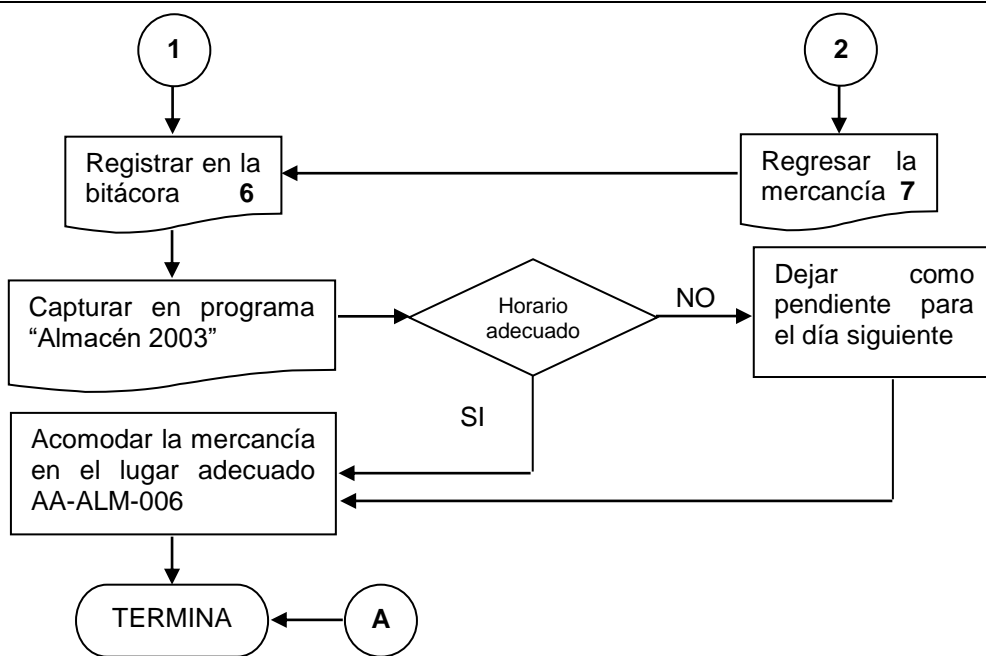 1
2
Registrar en la
bitácora 6
Regresar la
mercancía 7
Capturar en programa
“Almacén 2003”
Horario
adecuado
NO
Dejar como
pendiente para
el día siguiente
SI
Acomodar la mercancía
en el lugar adecuado
AA-ALM-006
TERMINA
A